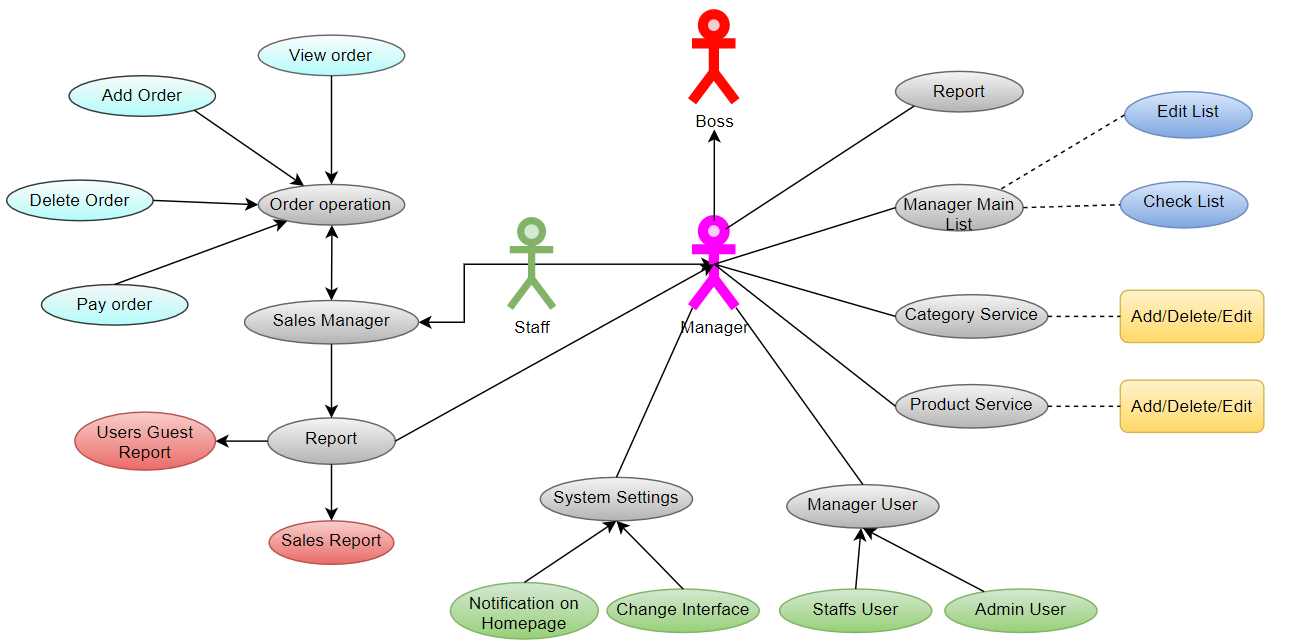 View order
Add Order
Boss
Report
Edit List
Delete Order
Order operation
Manager Main
List
Check List
Pay order
Sales Manager
Staff
Manager
Category Service
Add/Delete/Edit
Product Service
Add/Delete/Edit
Users Guest
Report
Report
System Settings
Manager User
Sales Report
Notification on
Homepage
Change Interface
Staffs User
Admin User